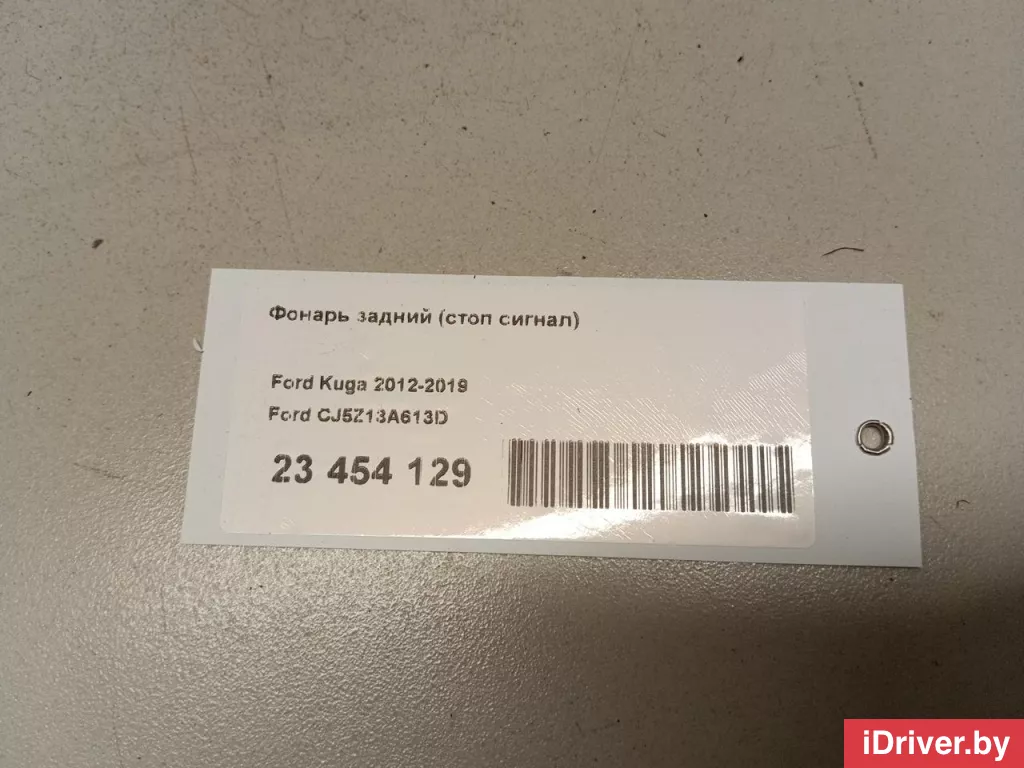 Фонарь задний (стоп сигнал)
Ford Kuga 2012-2019
Ford CJ5Z13A613D
23 454 129
iDriver.by